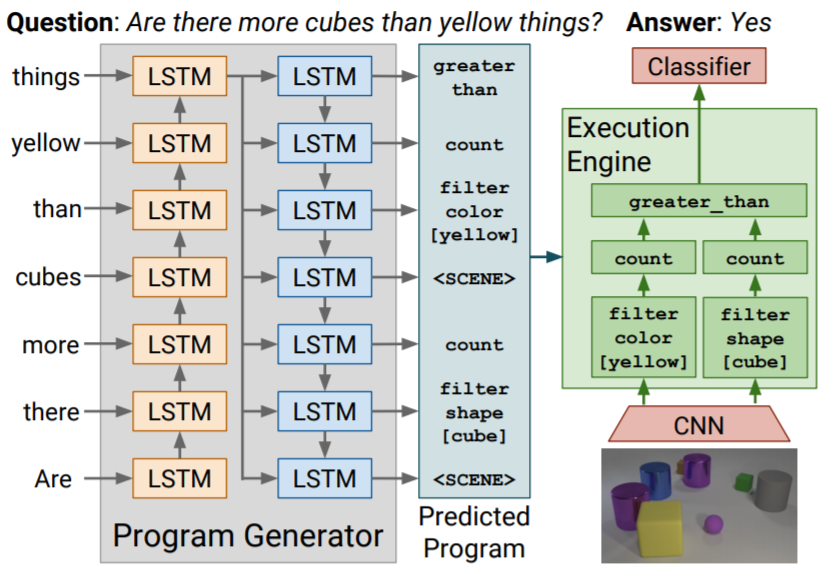 Question: Are there more cubes than yellow things? Answer: Yes
things
LSTM
LSTM
greater
than
yellow
LSTM
LSTM
count
than
LSTM
LSTM
filter
color
[yellow]
cubes
LSTM
LSTM
<SCENE>
more
LSTM
LSTM
count
there
LSTM
LSTM
filter
shape
[cube]
Are
LSTM
LSTM
<SCENE>
Program Generator
Predicted
Program
Classifier
Execution
Engine
greater_than
count
count
filter
color
[yellow]
filter
shape
[cube]
CNN